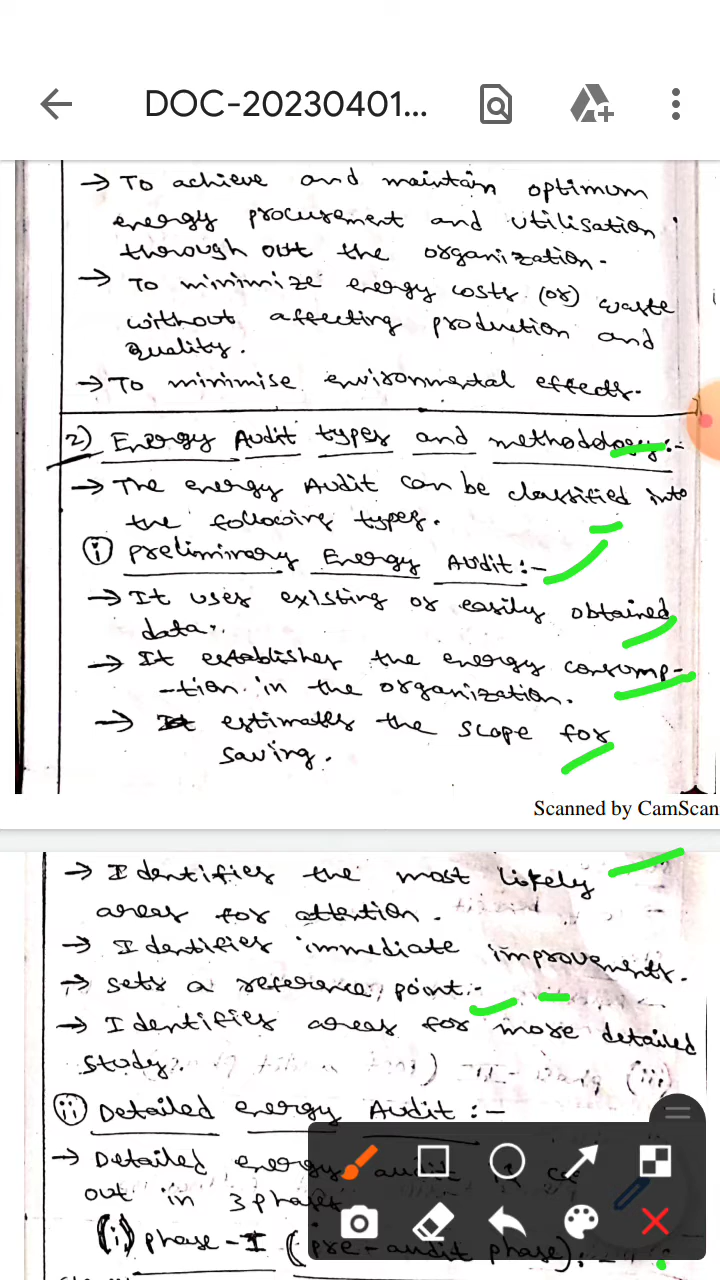 DOC-20230401...
→ To achieve and maintain optimum
energy procurement and utilisation
through out the organization.
→ To minimize energy costs (or) waste
without affecting production and
Quality.
→ To minimise environmental effects.
2) Energy Audit types and methodology:-
→ The energy Audit can be classified into
the following types.
(i) preliminary Energy Audit:-
→ It uses existing or easily obtained
data.
→ It establishes the energy consump-
-tion in the organization.
→ It estimates the scope for
saving.
Scanned by CamScan
→ Identifies the most likely
areas for attention.
→ Identifies immediate improvements.
→ sets a reference point.
→ Identifies areas for more detailed
study.
(ii) Detailed energy Audit :-
→ Detailed energy audit is
out in 3 phases
(i) phase-I (pre-audit phase):-